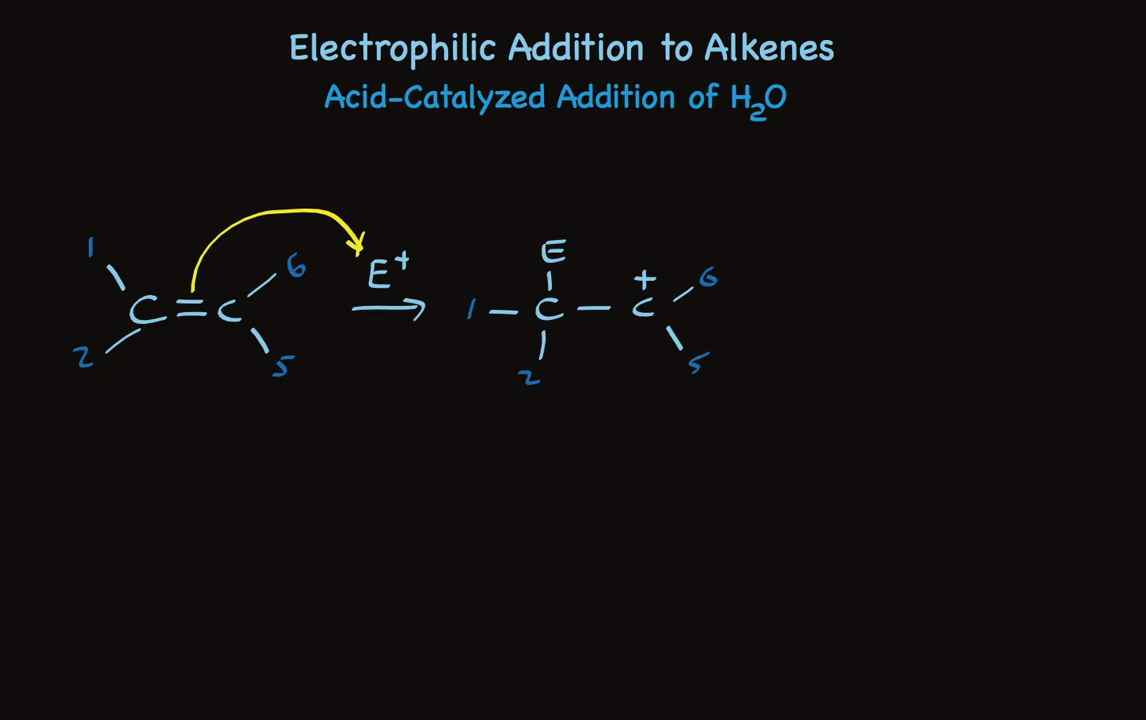 Electrophilic Addition to Alkenes
Acid-Catalyzed Addition of H₂O
1 2 C = C 6 5
E⁺
E
1 — C — C⁺ 6
2 5